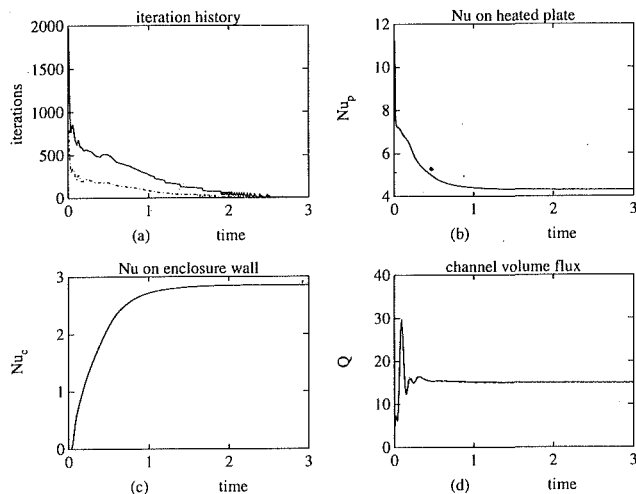 iteration history
2000
1500
1000
500
0
iterations
0 1 2 3
(a) time
Nu on heated plate
12
10
8
6
4
Nu_p
0 1 2 3
(b) time
Nu on enclosure wall
3
2
1
0
Nu_c
0 1 2 3
(c) time
channel volume flux
40
30
20
10
0
Q
0 1 2 3
(d) time